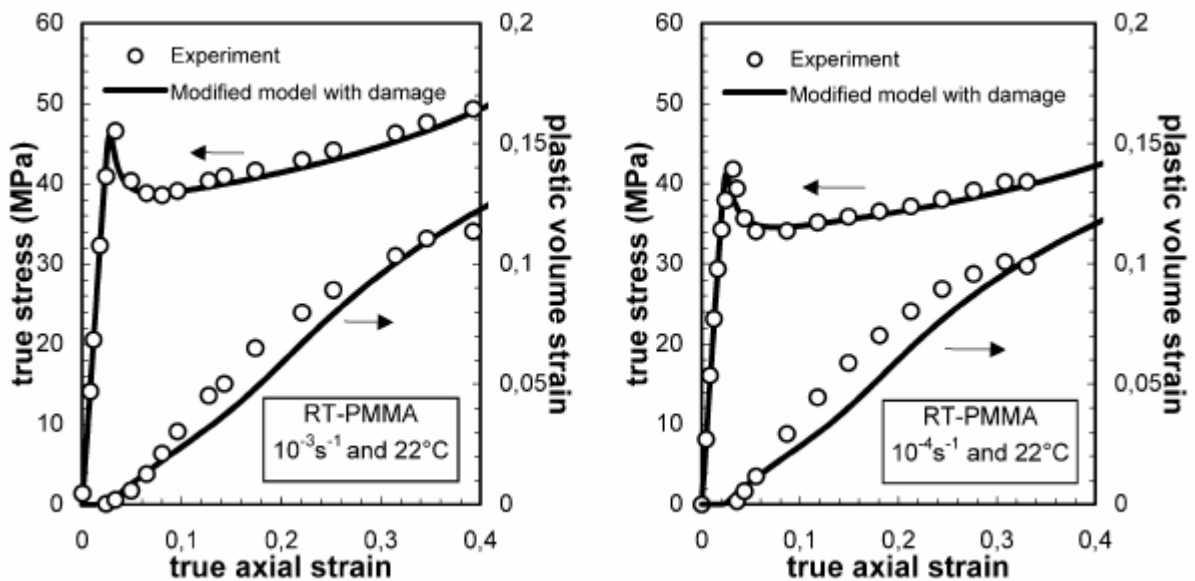 60
50
40
30
20
10
0
true stress (MPa)
Experiment
Modified model with damage
0,2
0,15
0,1
0,05
0
plastic volume strain
RT-PMMA
10⁻³s⁻¹ and 22°C
0 0,1 0,2 0,3 0,4
true axial strain
60
50
40
30
20
10
0
true stress (MPa)
Experiment
Modified model with damage
0,2
0,15
0,1
0,05
0
plastic volume strain
RT-PMMA
10⁻⁴s⁻¹ and 22°C
0 0,1 0,2 0,3 0,4
true axial strain